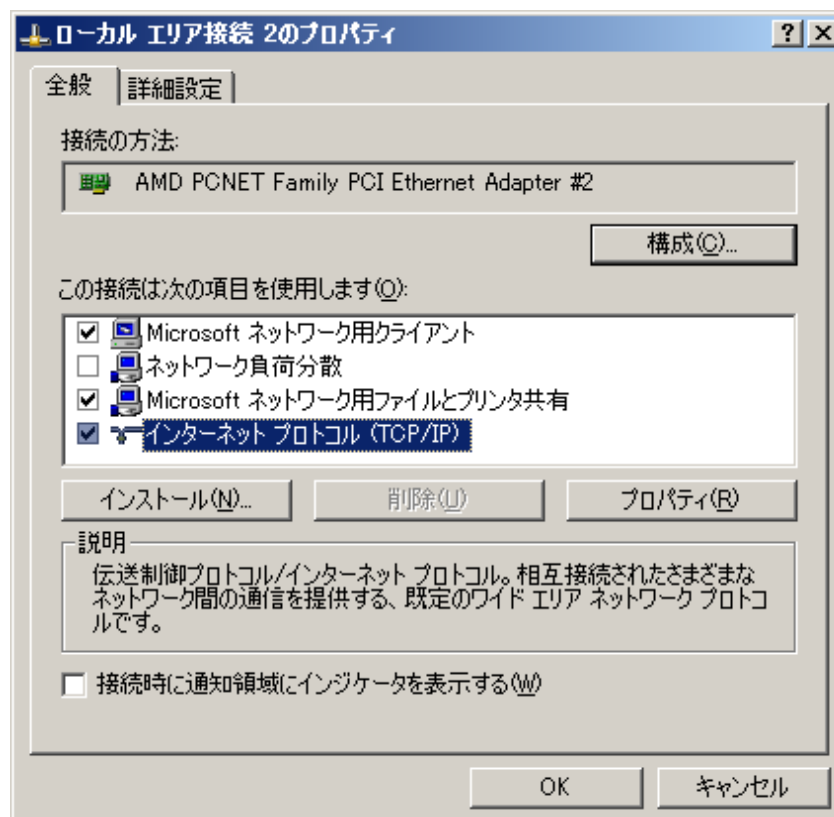 ローカル エリア接続 2のプロパティ
全般
詳細設定
接続の方法:
AMD PCNET Family PCI Ethernet Adapter #2
構成(C)...
この接続は次の項目を使用します(O):
Microsoft ネットワーク用クライアント
ネットワーク負荷分散
Microsoft ネットワーク用ファイルとプリンタ共有
インターネット プロトコル (TCP/IP)
インストール(N)...
削除(U)
プロパティ(R)
説明
伝送制御プロトコル/インターネット プロトコル。相互接続されたさまざまな
ネットワーク間の通信を提供する、既定のワイド エリア ネットワーク プロトコ
ルです。
接続時に通知領域にインジケータを表示する(W)
OK
キャンセル